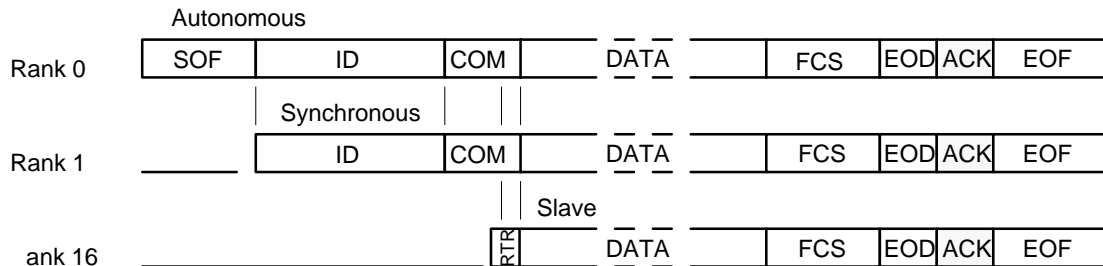 Autonomous
Rank 0 SOF ID COM DATA FCS EOD ACK EOF
Synchronous
Rank 1 ID COM DATA FCS EOD ACK EOF
Slave
ank 16 RTR DATA FCS EOD ACK EOF